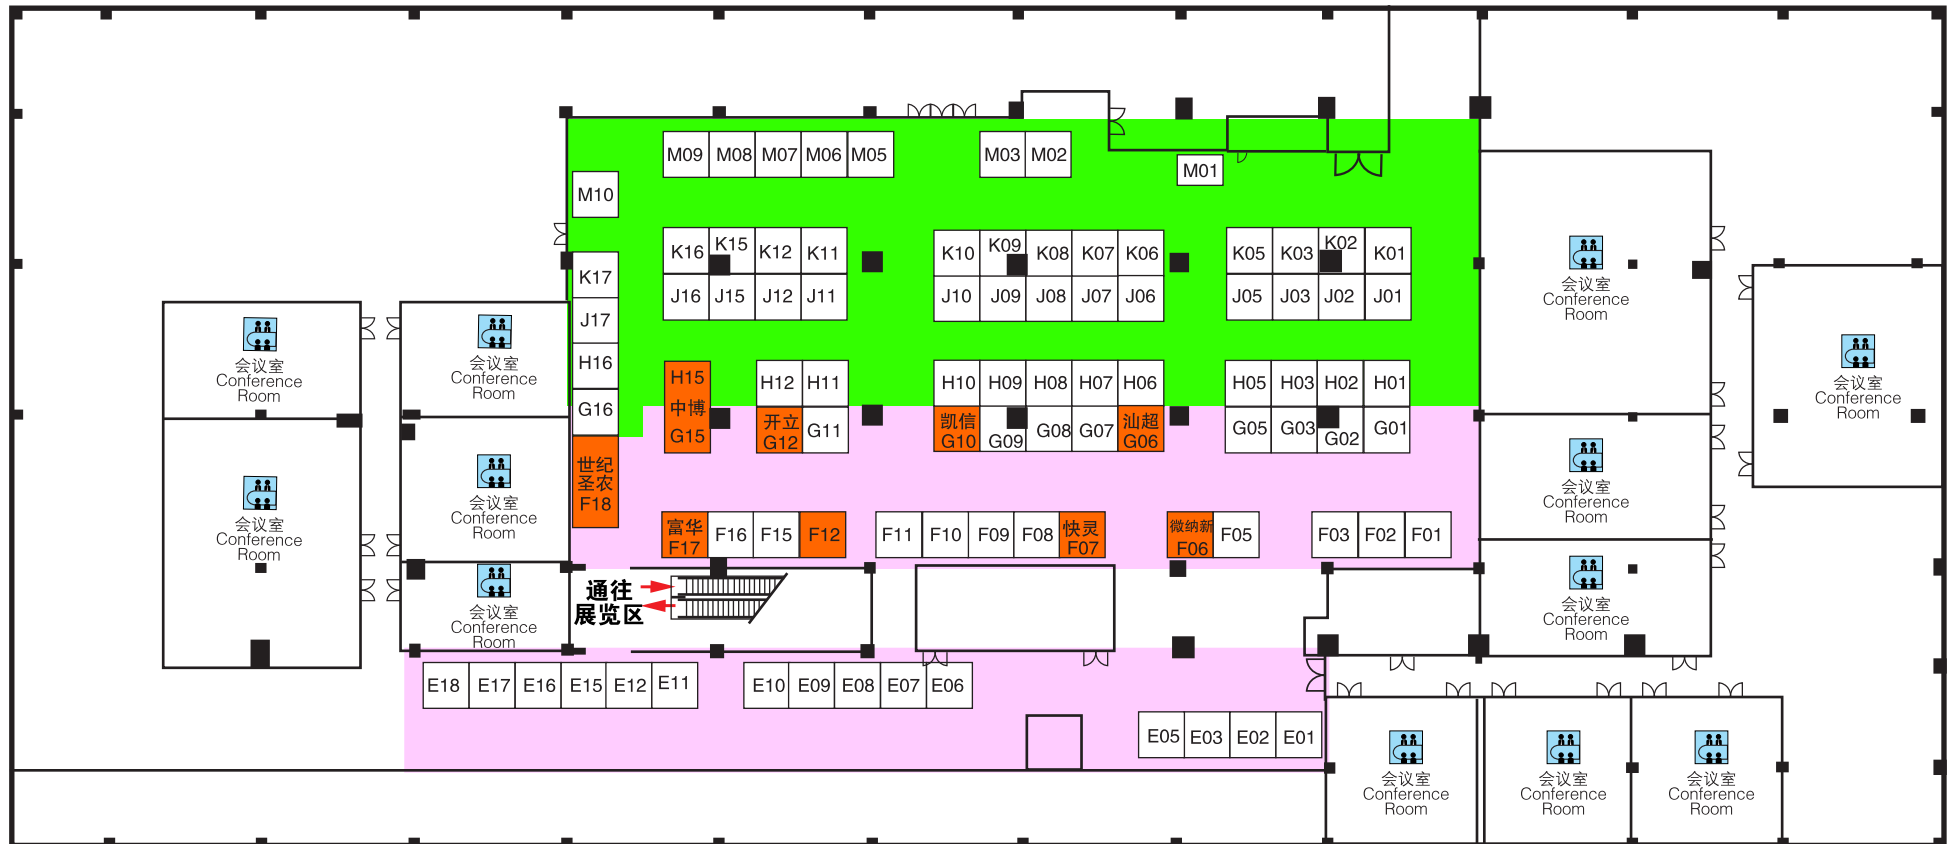 M09 M08 M07 M06 M05
M03 M02
M01
M10
K16 K15 K12 K11
K10 K09 K08 K07 K06
K05 K03 K02 K01
K17
J16 J15 J12 J11
J10 J09 J08 J07 J06
J05 J03 J02 J01
J17
H16
H15
中博
G15
H12 H11
H10 H09 H08 H07 H06
H05 H03 H02 H01
G16
开立
G12
G11
凯信
G10
G09 G08 G07
汕超
G06
G05 G03 G02 G01
世纪
圣农
F18
富华
F17
F16 F15 F12
F11 F10 F09 F08
快灵
F07
微纳新
F06
F05
F03 F02 F01
通往
展览区
E18 E17 E16 E15 E12 E11
E10 E09 E08 E07 E06
E05 E03 E02 E01
会议室
Conference
Room
会议室
Conference
Room
会议室
Conference
Room
会议室
Conference
Room
会议室
Conference
Room
会议室
Conference
Room
会议室
Conference
Room
会议室
Conference
Room
会议室
Conference
Room
会议室
Conference
Room
会议室
Conference
Room
会议室
Conference
Room